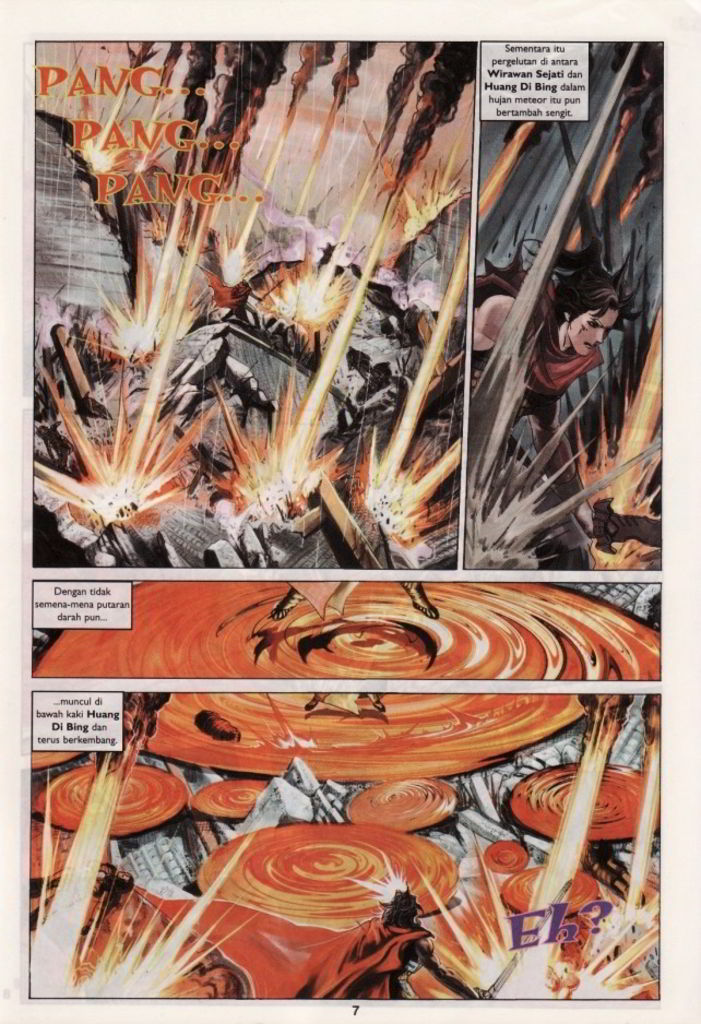 PANG...
PANG...
PANG...
Sementara itu
pergelutan di antara
Wirawan Sejati dan
Huang Di Bing dalam
hujan meteor itu pun
bertambah sengit.
Dengan tidak
semena-mena putaran
darah pun...
...muncul di
bawah kaki Huang
Di Bing dan
terus berkembang.
Eh?
7